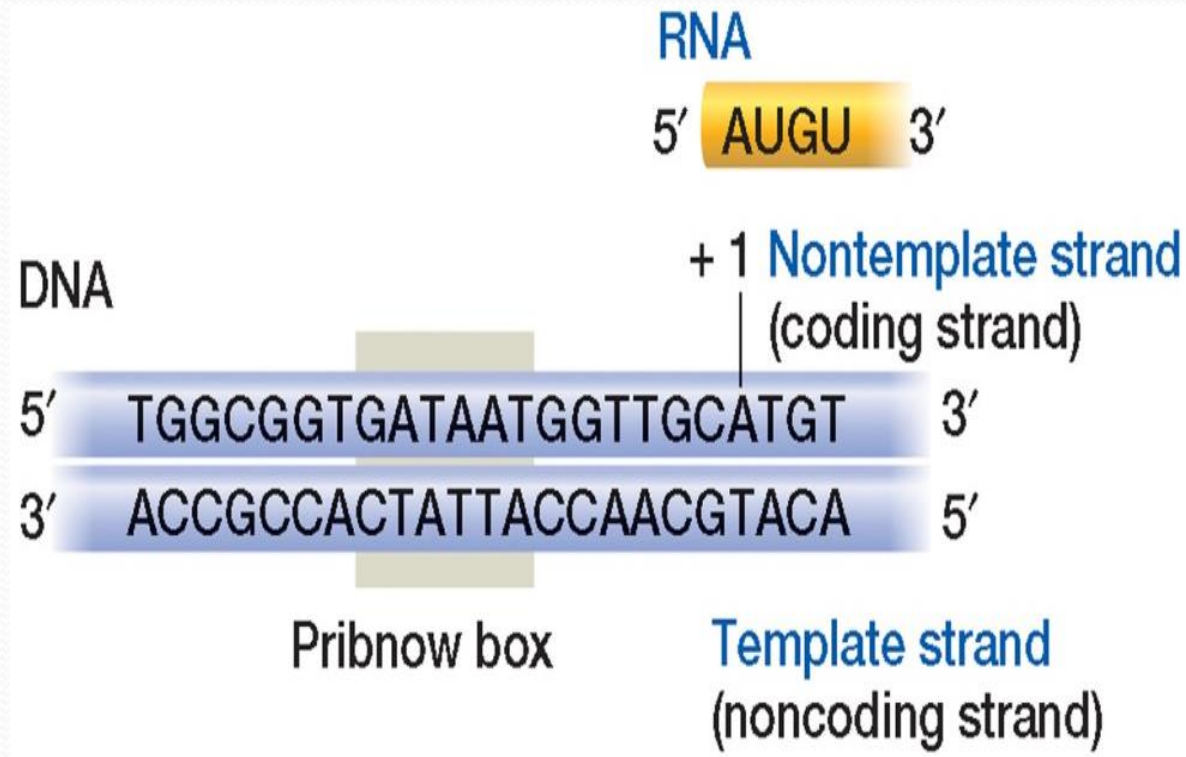 RNA
5′ AUGU 3′
+ 1 Nontemplate strand
(coding strand)
DNA
5′ TGGCGGTGATAATGGTTGCATGT 3′
3′ ACCGCCACTATTACCAACGTACA 5′
Pribnow box
Template strand
(noncoding strand)